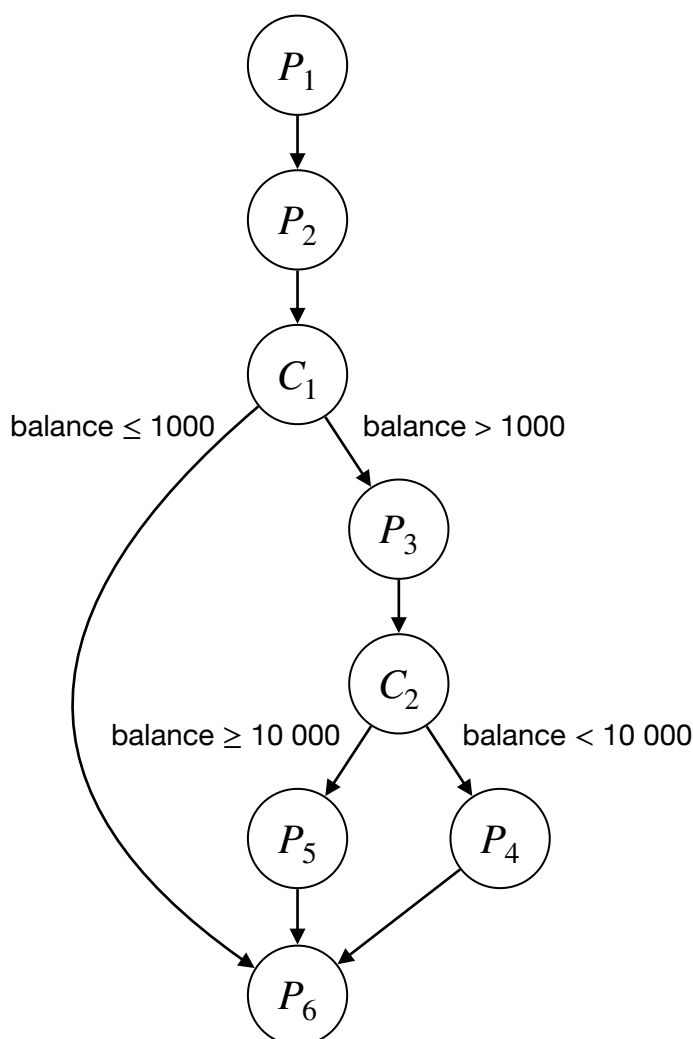 P₁
P₂
C₁
balance ≤ 1000
balance > 1000
P₃
C₂
balance ≥ 10 000
balance < 10 000
P₅
P₄
P₆